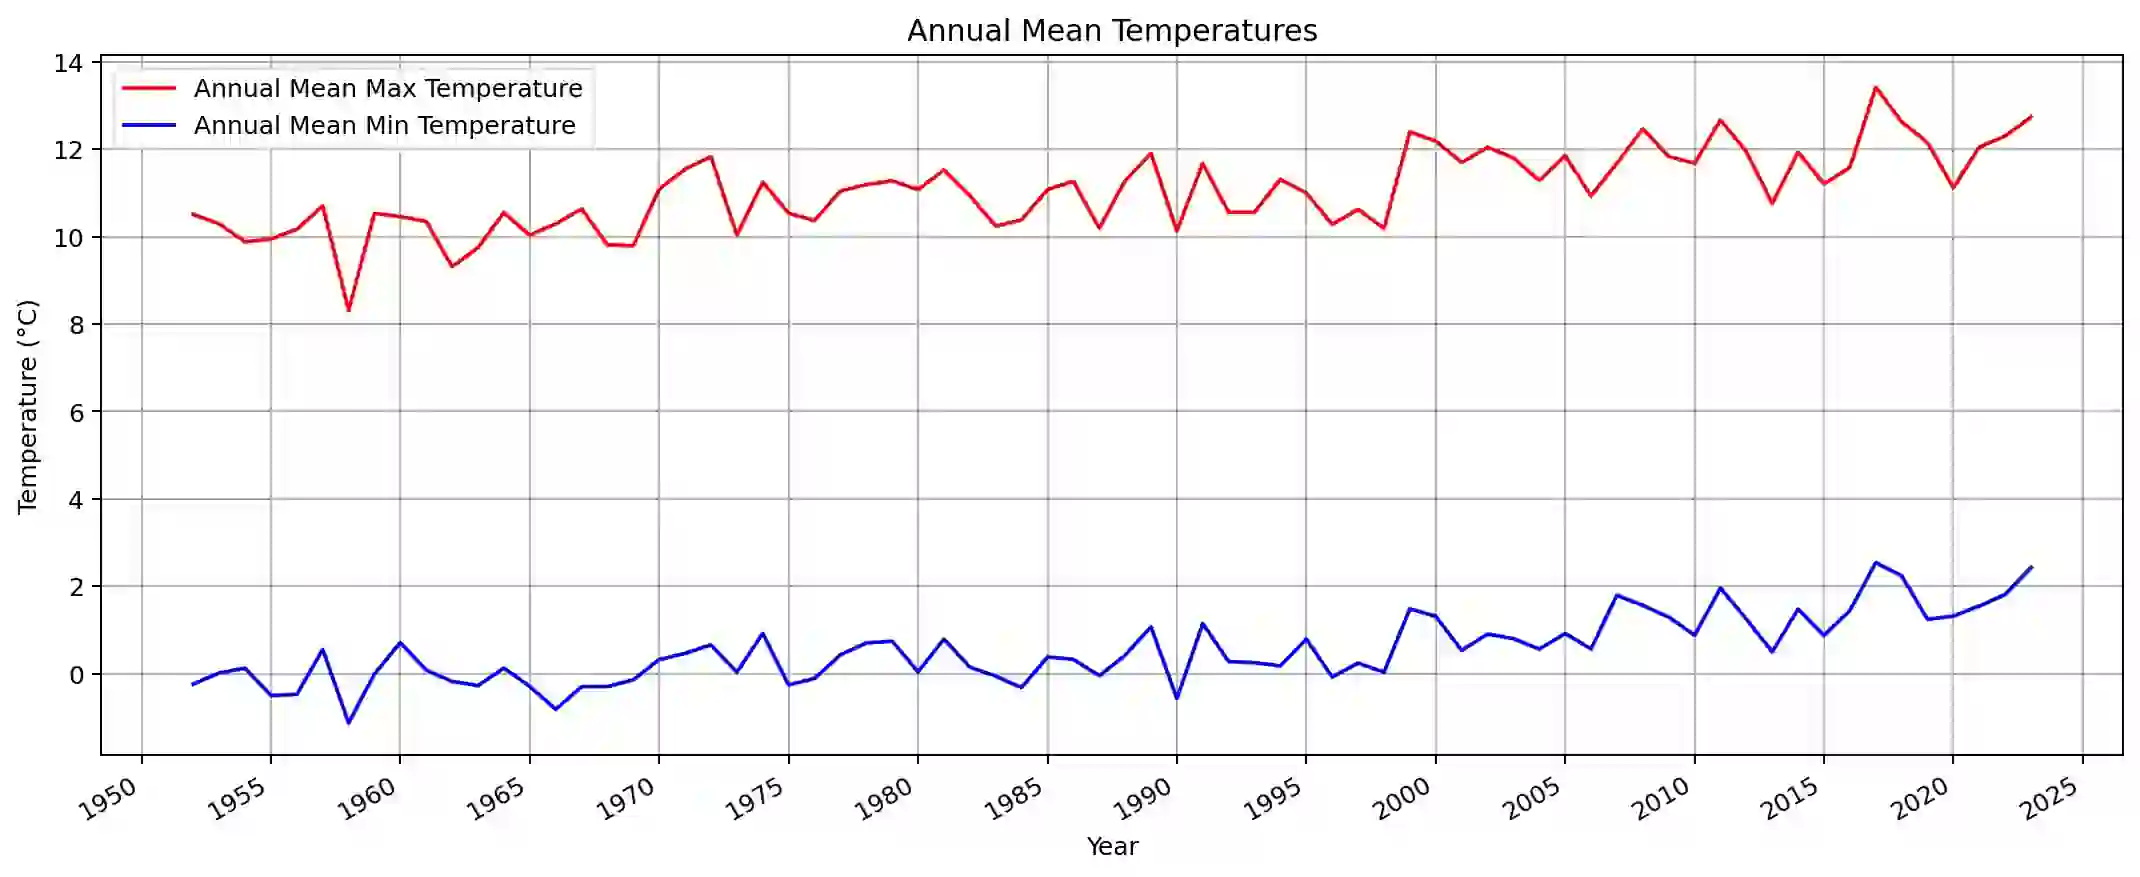 Annual Mean Temperatures
14
Annual Mean Max Temperature
Annual Mean Min Temperature
12
10
8
6
4
2
0
Temperature (°C)
1950 1955 1960 1965 1970 1975 1980 1985 1990 1995 2000 2005 2010 2015 2020 2025
Year